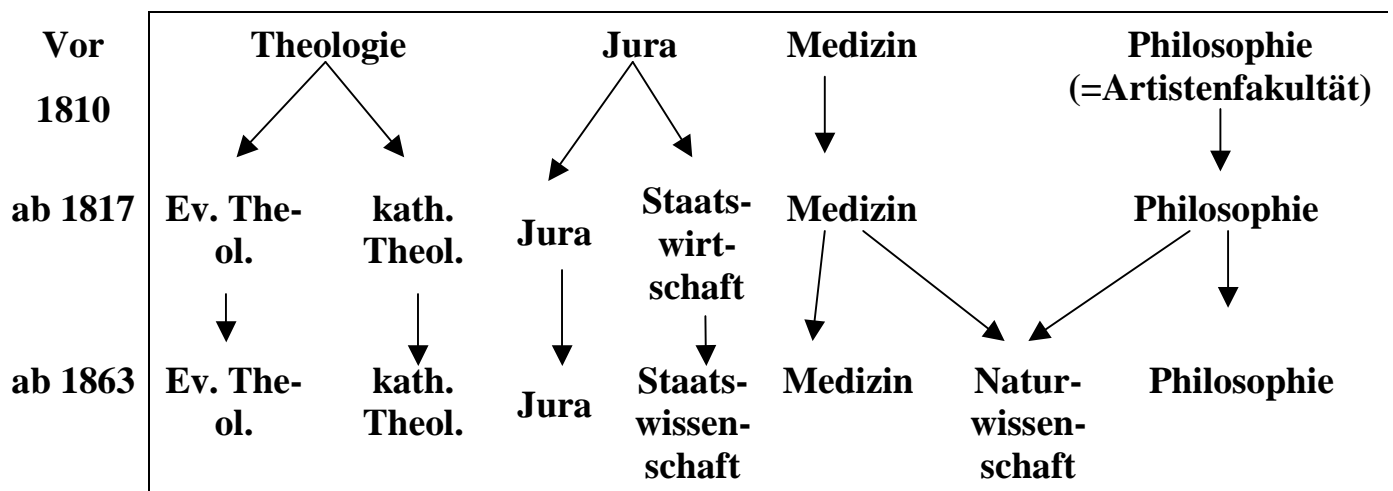 Vor
1810
Theologie
Jura
Medizin
Philosophie
(=Artistenfakultät)
ab 1817
Ev. The-
ol.
kath.
Theol.
Jura
Staats-
wirt-
schaft
Medizin
Philosophie
ab 1863
Ev. The-
ol.
kath.
Theol.
Jura
Staats-
wissen-
schaft
Medizin
Natur-
wissen-
schaft
Philosophie